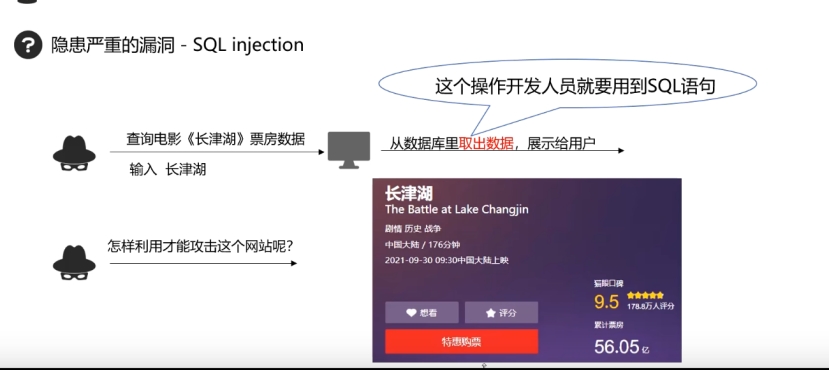 隐患严重的漏洞 - SQL injection
这个操作开发人员就要用到SQL语句
查询电影《长津湖》票房数据
输入 长津湖
从数据库里取出数据，展示给用户
长津湖
The Battle at Lake Changjin
剧情 历史 战争
中国大陆 / 176分钟
2021-09-30 09:30中国大陆上映
怎样利用才能攻击这个网站呢？
猫眼口碑
9.5
178.8万人评分
想看
评分
累计票房
特惠购票
56.05亿